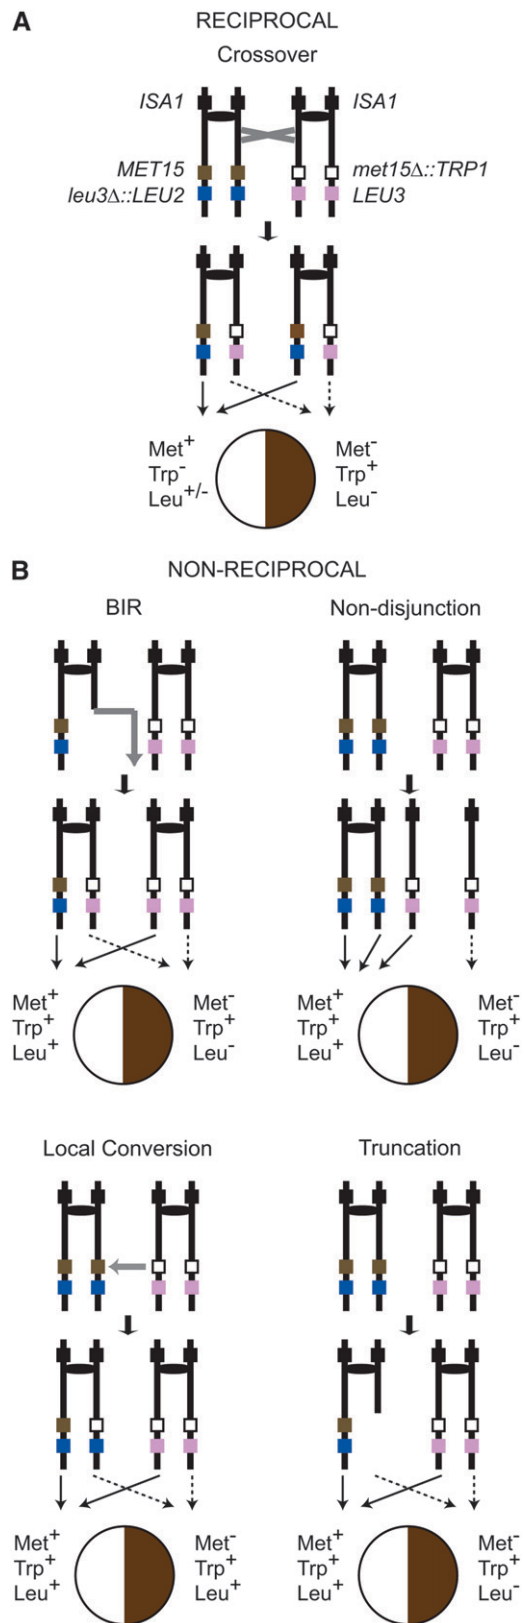 A
RECIPROCAL
Crossover
ISA1 ISA1
MET15 met15Δ::TRP1
leu3Δ::LEU2 LEU3
Met+ Met-
Trp- Trp+
Leu+/- Leu-
B
NON-RECIPROCAL
BIR Non-disjunction
Met+ Met- Met+ Met-
Trp+ Trp+ Trp+ Trp+
Leu+ Leu- Leu+ Leu-
Local Conversion Truncation
Met+ Met- Met+ Met-
Trp+ Trp+ Trp+ Trp+
Leu+ Leu+ Leu+ Leu-